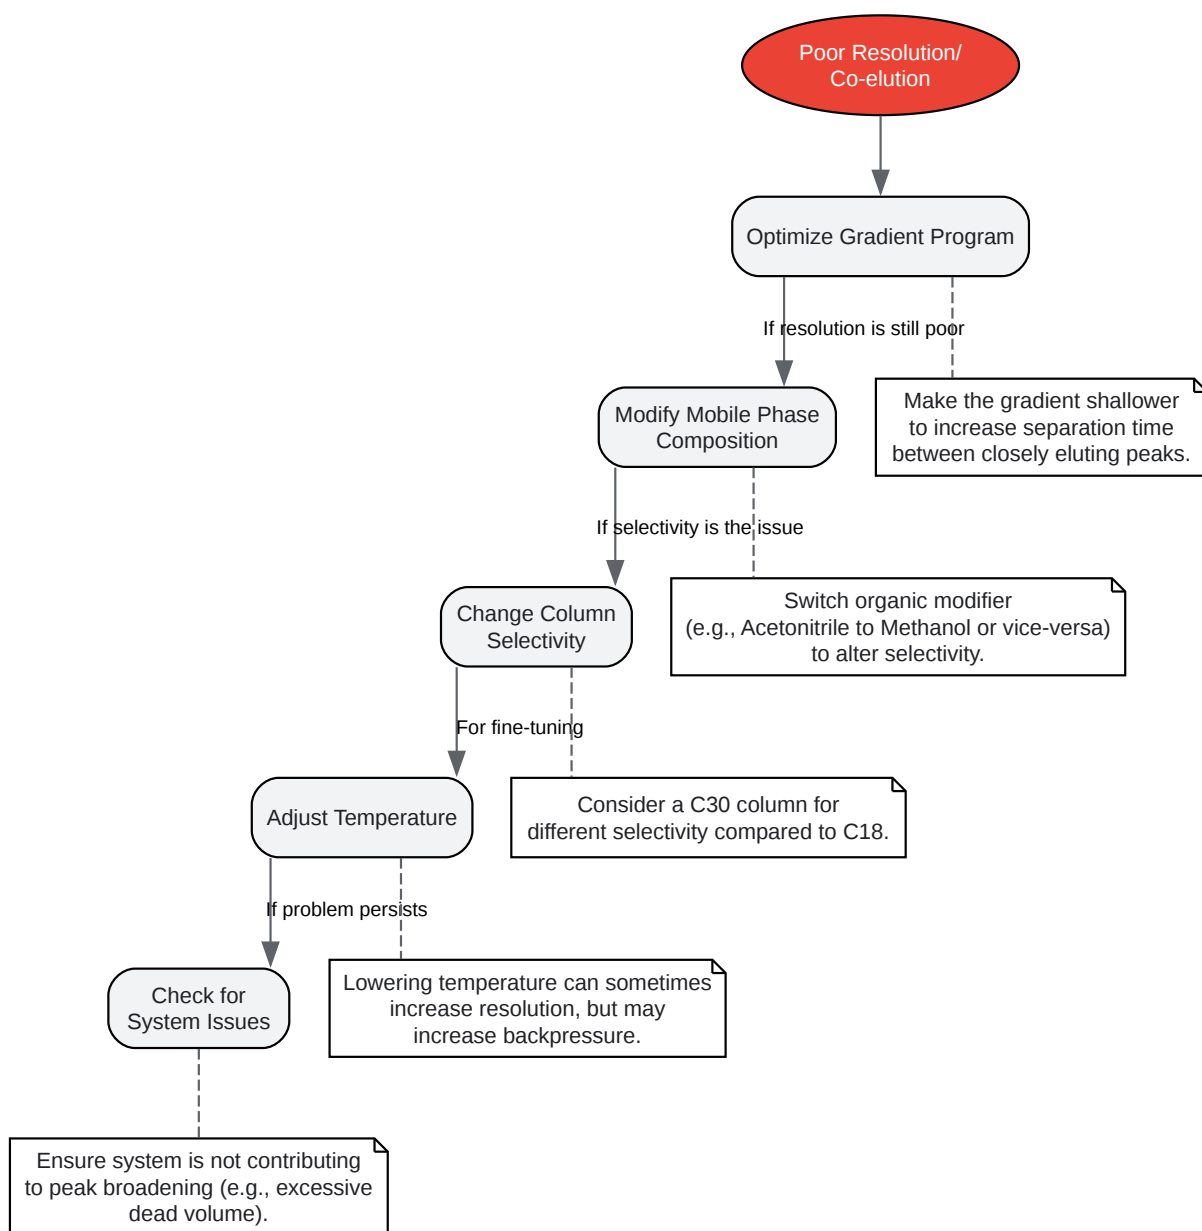 Poor Resolution/
Co-elution
Optimize Gradient Program
If resolution is still poor
Make the gradient shallower
to increase separation time
between closely eluting peaks.
Modify Mobile Phase
Composition
If selectivity is the issue
Switch organic modifier
(e.g., Acetonitrile to Methanol or vice-versa)
to alter selectivity.
Change Column
Selectivity
For fine-tuning
Consider a C30 column for
different selectivity compared to C18.
Adjust Temperature
If problem persists
Lowering temperature can sometimes
increase resolution, but may
increase backpressure.
Check for
System Issues
Ensure system is not contributing
to peak broadening (e.g., excessive
dead volume).